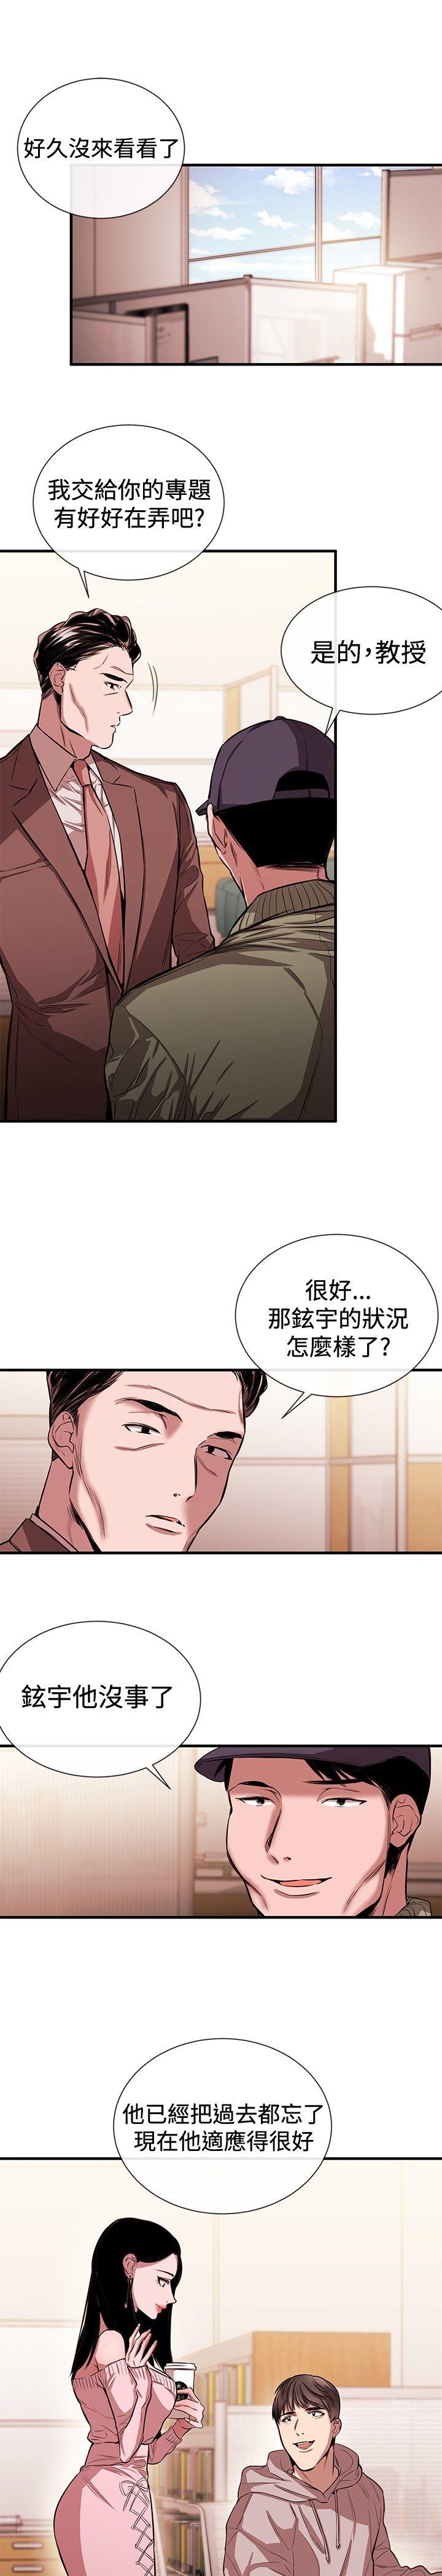 好久沒來看看了
我交給你的專題
有好好在弄吧?
是的,教授
很好...
那鉉宇的狀況
怎麼樣了?
鉉宇他沒事了
他已經把過去都忘了
現在他適應得很好